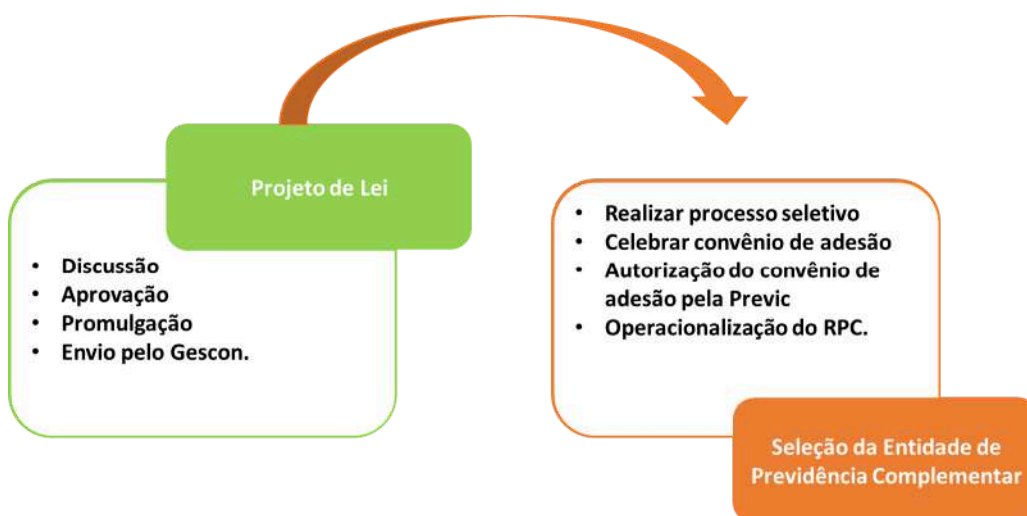 Projeto de Lei
• Discussão
• Aprovação
• Promulgação
• Envio pelo Gescon.
• Realizar processo seletivo
• Celebrar convênio de adesão
• Autorização do convênio de
adesão pela Previc
• Operacionalização do RPC.
Seleção da Entidade de
Previdência Complementar